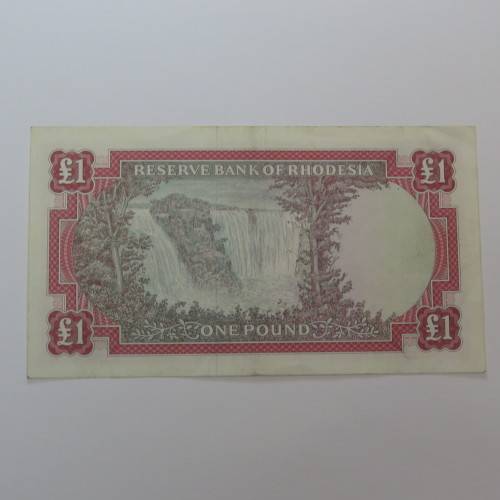 RESERVE BANK OF RHODESIA
£1 £1
ONE POUND
£1 £1